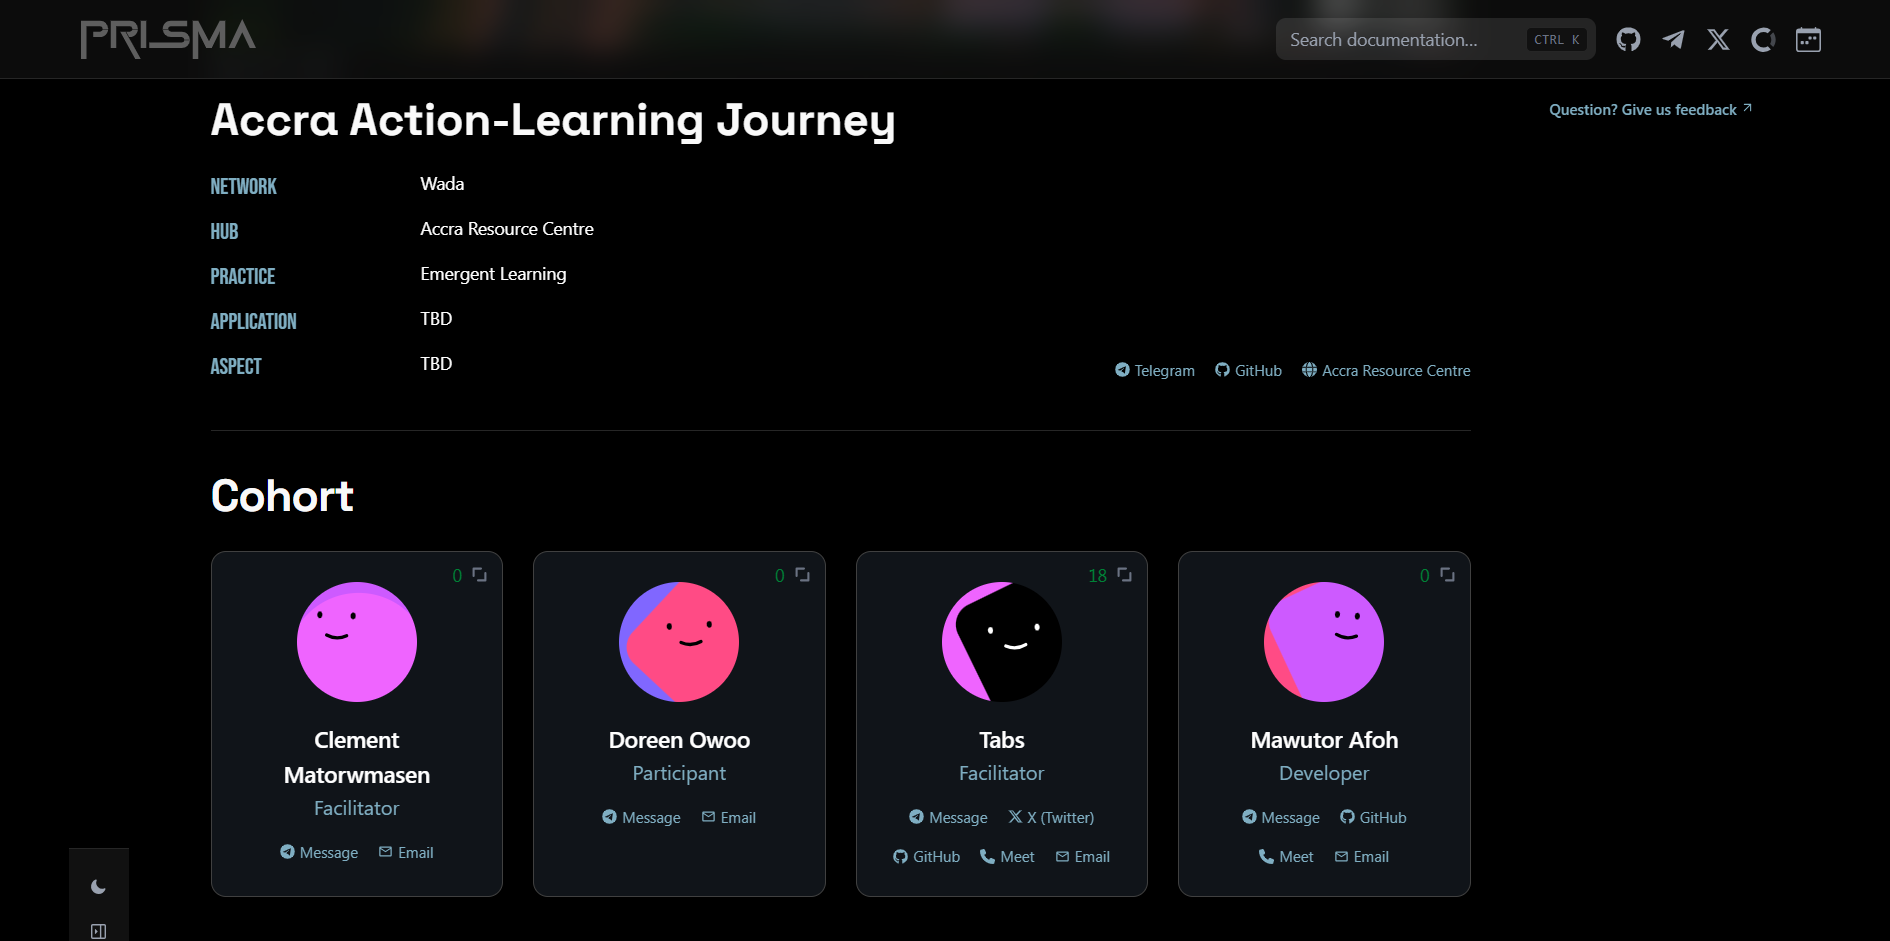 PRISMA
Search documentation...
CTRL K
Accra Action-Learning Journey
Question? Give us feedback
NETWORK
Wada
HUB
Accra Resource Centre
PRACTICE
Emergent Learning
APPLICATION
TBD
ASPECT
TBD
Telegram GitHub Accra Resource Centre
Cohort
0
Clement
Matorwmasen
Facilitator
Message Email
0
Doreen Owoo
Participant
Message Email
18
Tabs
Facilitator
Message X (Twitter)
GitHub Meet Email
0
Mawutor Afoh
Developer
Message GitHub
Meet Email